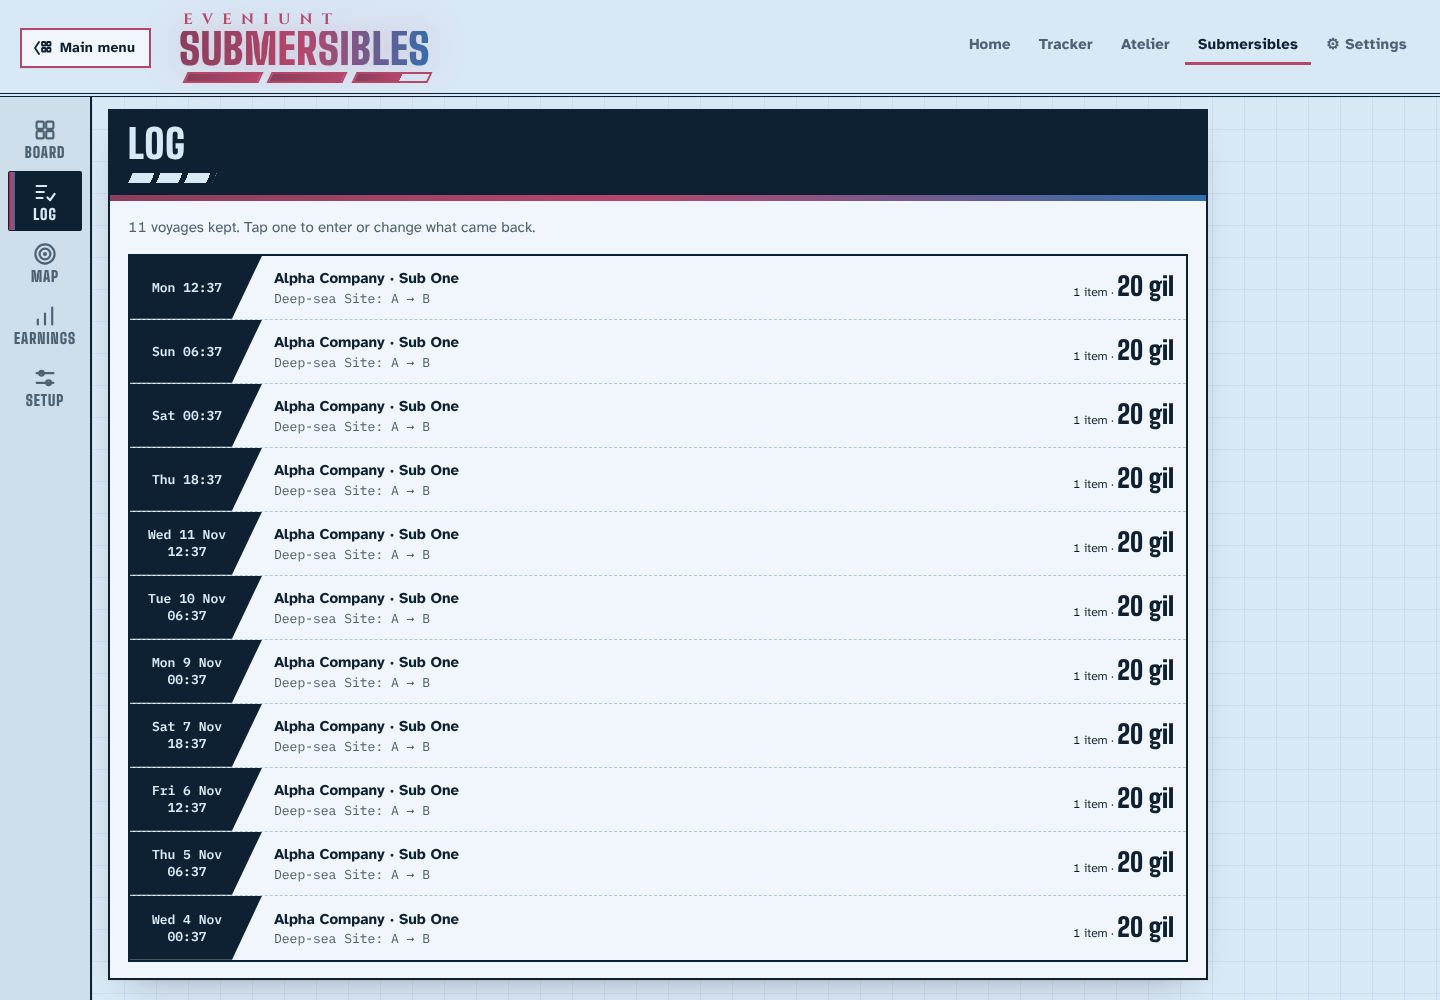 Main menu
EVENIUNT
SUBMERSIBLES
Home
Tracker
Atelier
Submersibles
⚙ Settings
BOARD
LOG
MAP
EARNINGS
SETUP
LOG
11 voyages kept. Tap one to enter or change what came back.
Mon 12:37
Alpha Company · Sub One
Deep-sea Site: A → B
1 item · 20 gil
Sun 06:37
Alpha Company · Sub One
Deep-sea Site: A → B
1 item · 20 gil
Sat 00:37
Alpha Company · Sub One
Deep-sea Site: A → B
1 item · 20 gil
Thu 18:37
Alpha Company · Sub One
Deep-sea Site: A → B
1 item · 20 gil
Wed 11 Nov
12:37
Alpha Company · Sub One
Deep-sea Site: A → B
1 item · 20 gil
Tue 10 Nov
06:37
Alpha Company · Sub One
Deep-sea Site: A → B
1 item · 20 gil
Mon 9 Nov
00:37
Alpha Company · Sub One
Deep-sea Site: A → B
1 item · 20 gil
Sat 7 Nov
18:37
Alpha Company · Sub One
Deep-sea Site: A → B
1 item · 20 gil
Fri 6 Nov
12:37
Alpha Company · Sub One
Deep-sea Site: A → B
1 item · 20 gil
Thu 5 Nov
06:37
Alpha Company · Sub One
Deep-sea Site: A → B
1 item · 20 gil
Wed 4 Nov
00:37
Alpha Company · Sub One
Deep-sea Site: A → B
1 item · 20 gil